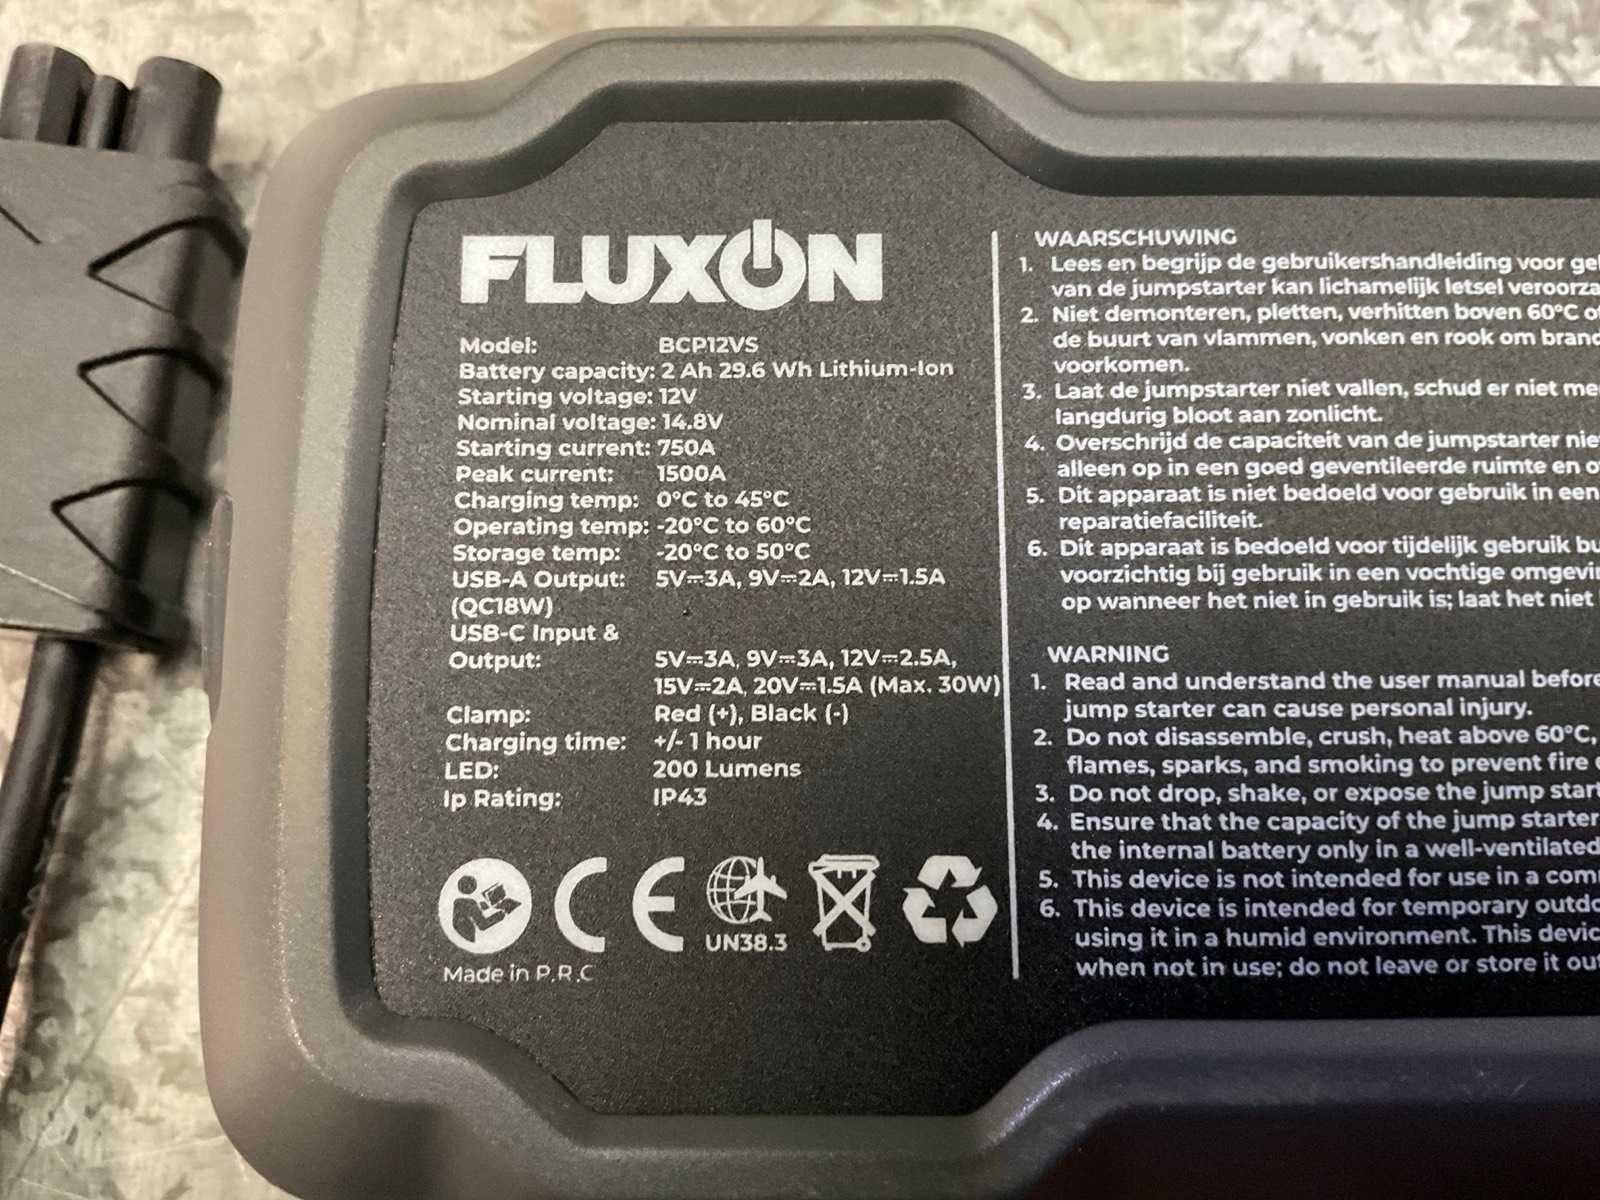 FLUXON
Model: BCP12VS
Battery capacity: 2 Ah 29.6 Wh Lithium-Ion
Starting voltage: 12V
Nominal voltage: 14.8V
Starting current: 750A
Peak current: 1500A
Charging temp: 0°C to 45°C
Operating temp: -20°C to 60°C
Storage temp: -20°C to 50°C
USB-A Output: 5V⎓3A, 9V⎓2A, 12V⎓1.5A
(QC18W)
USB-C Input &
Output: 5V⎓3A, 9V⎓3A, 12V⎓2.5A,
15V⎓2A, 20V⎓1.5A (Max. 30W)
Clamp: Red (+), Black (-)
Charging time: +/- 1 hour
LED: 200 Lumens
Ip Rating: IP43
CE
UN38.3
Made in P.R.C
WAARSCHUWING
1. Lees en begrijp de gebruikershandleiding voor
van de jumpstarter kan lichamelijk letsel
2. Niet demonteren, pletten, verhitten boven 60°C
de buurt van vlammen, vonken en rook om
voorkomen.
3. Laat de jumpstarter niet vallen, schud er niet
langdurig bloot aan zonlicht.
4. Overschrijd de capaciteit van de jumpstarter
alleen op in een goed geventileerde ruimte en
5. Dit apparaat is niet bedoeld voor gebruik in een
reparatiefaciliteit.
6. Dit apparaat is bedoeld voor tijdelijk gebruik
voorzichtig bij gebruik in een vochtige
op wanneer het niet in gebruik is; laat het niet
WARNING
1. Read and understand the user manual before
jump starter can cause personal injury.
2. Do not disassemble, crush, heat above 60°C,
flames, sparks, and smoking to prevent fire
3. Do not drop, shake, or expose the jump
4. Ensure that the capacity of the jump starter
the internal battery only in a well-ventilated
5. This device is not intended for use in a
6. This device is intended for temporary
using it in a humid environment. This
when not in use; do not leave or store it